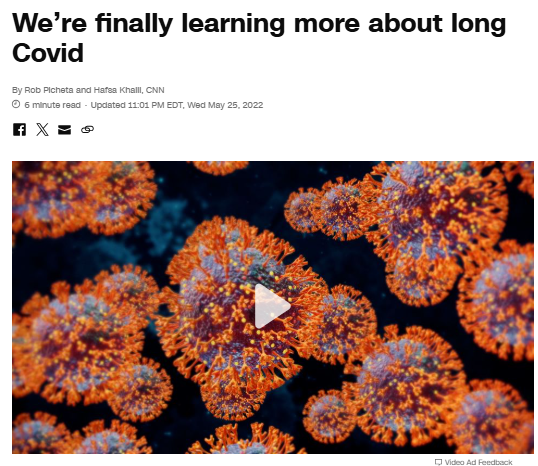 We're finally learning more about long
Covid
By Rob Picheta and Hafsa Khalil, CNN
6 minute read · Updated 11:01 PM EDT, Wed May 25, 2022
Video Ad Feedback